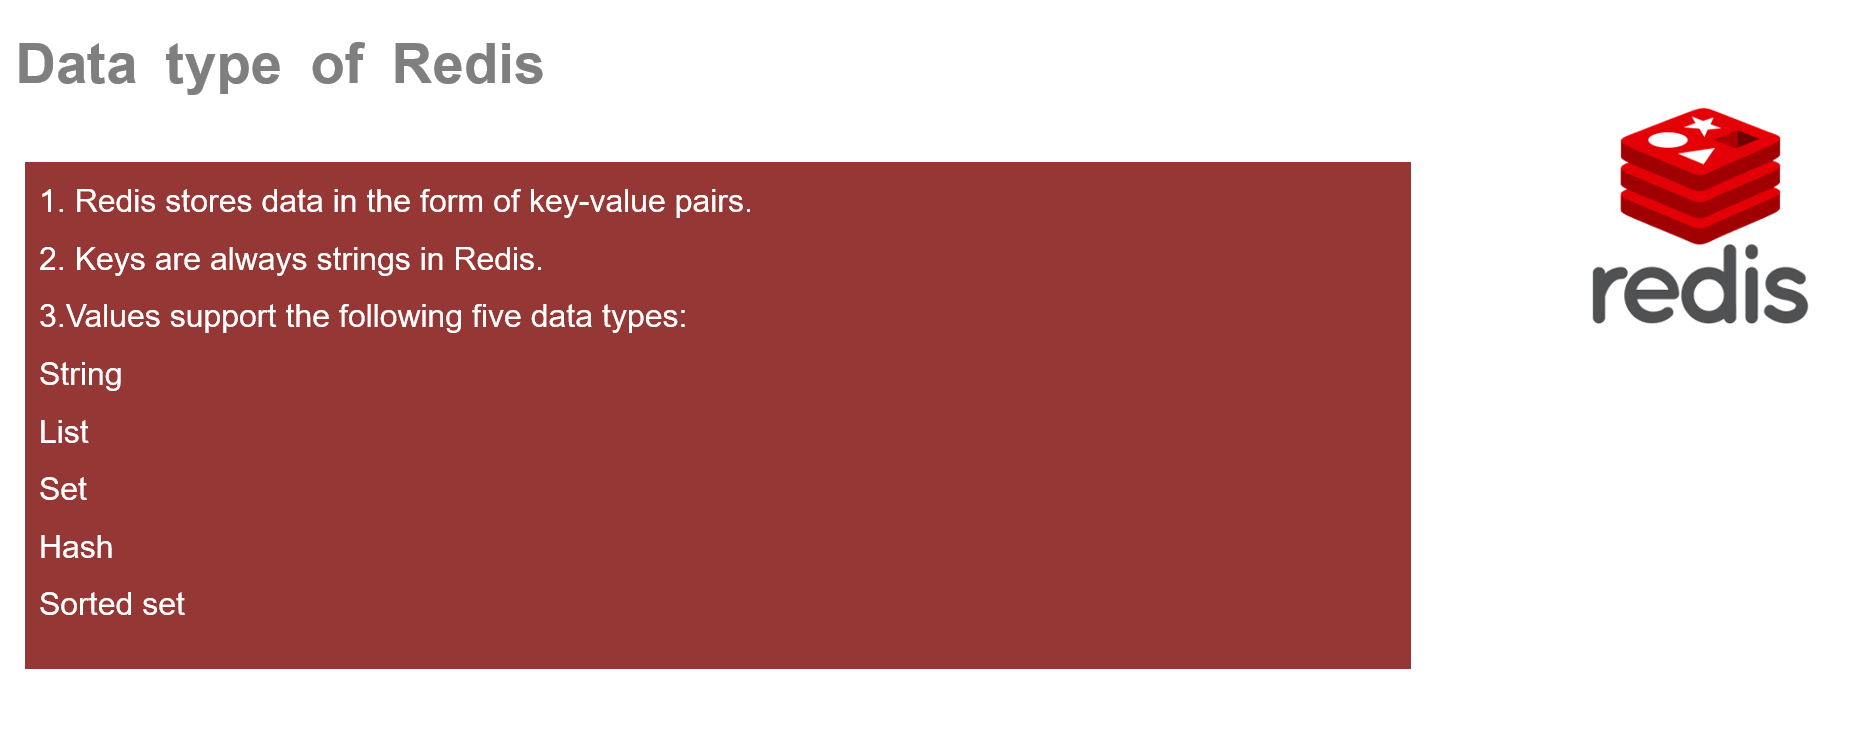 Data type of Redis
1. Redis stores data in the form of key-value pairs.
2. Keys are always strings in Redis.
3.Values support the following five data types:
String
List
Set
Hash
Sorted set
redis